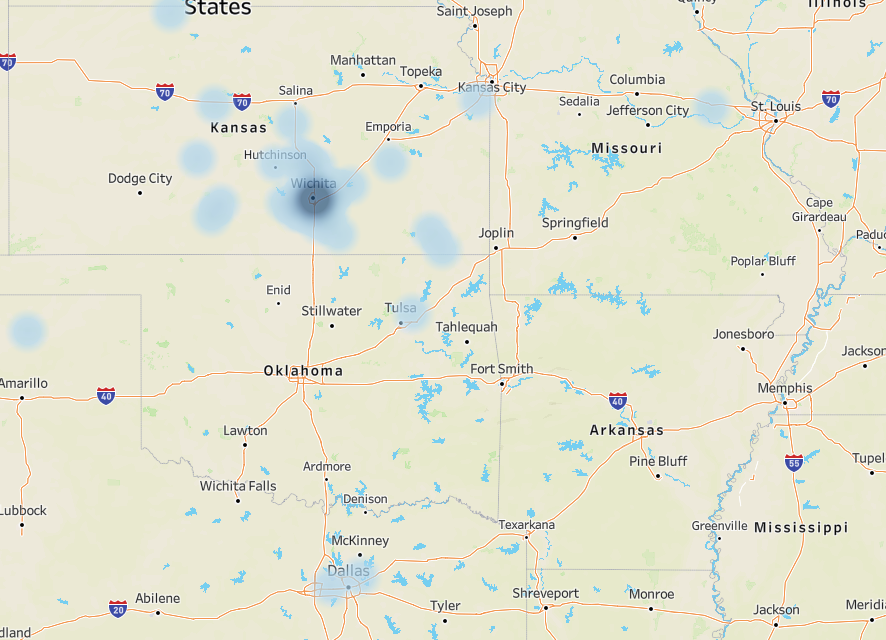 States
Saint Joseph
Quincy
Illinois
70
Manhattan
Topeka
Kansas City
Columbia
70
70
Salina
Sedalia
Jefferson City
St. Louis
70
Kansas
Emporia
Hutchinson
Missouri
Dodge City
Wichita
Cape
Girardeau
Joplin
Springfield
Padu
Poplar Bluff
Enid
Stillwater
Tulsa
Tahlequah
Jonesboro
Jackson
Oklahoma
Fort Smith
Amarillo
40
40
Memphis
Lawton
Arkansas
Pine Bluff
55
Tupel
Wichita Falls
Ardmore
Denison
Lubbock
Texarkana
Greenville
Mississippi
McKinney
Dallas
20
Abilene
Tyler
Shreveport
Monroe
Jackson
Meridi
dland